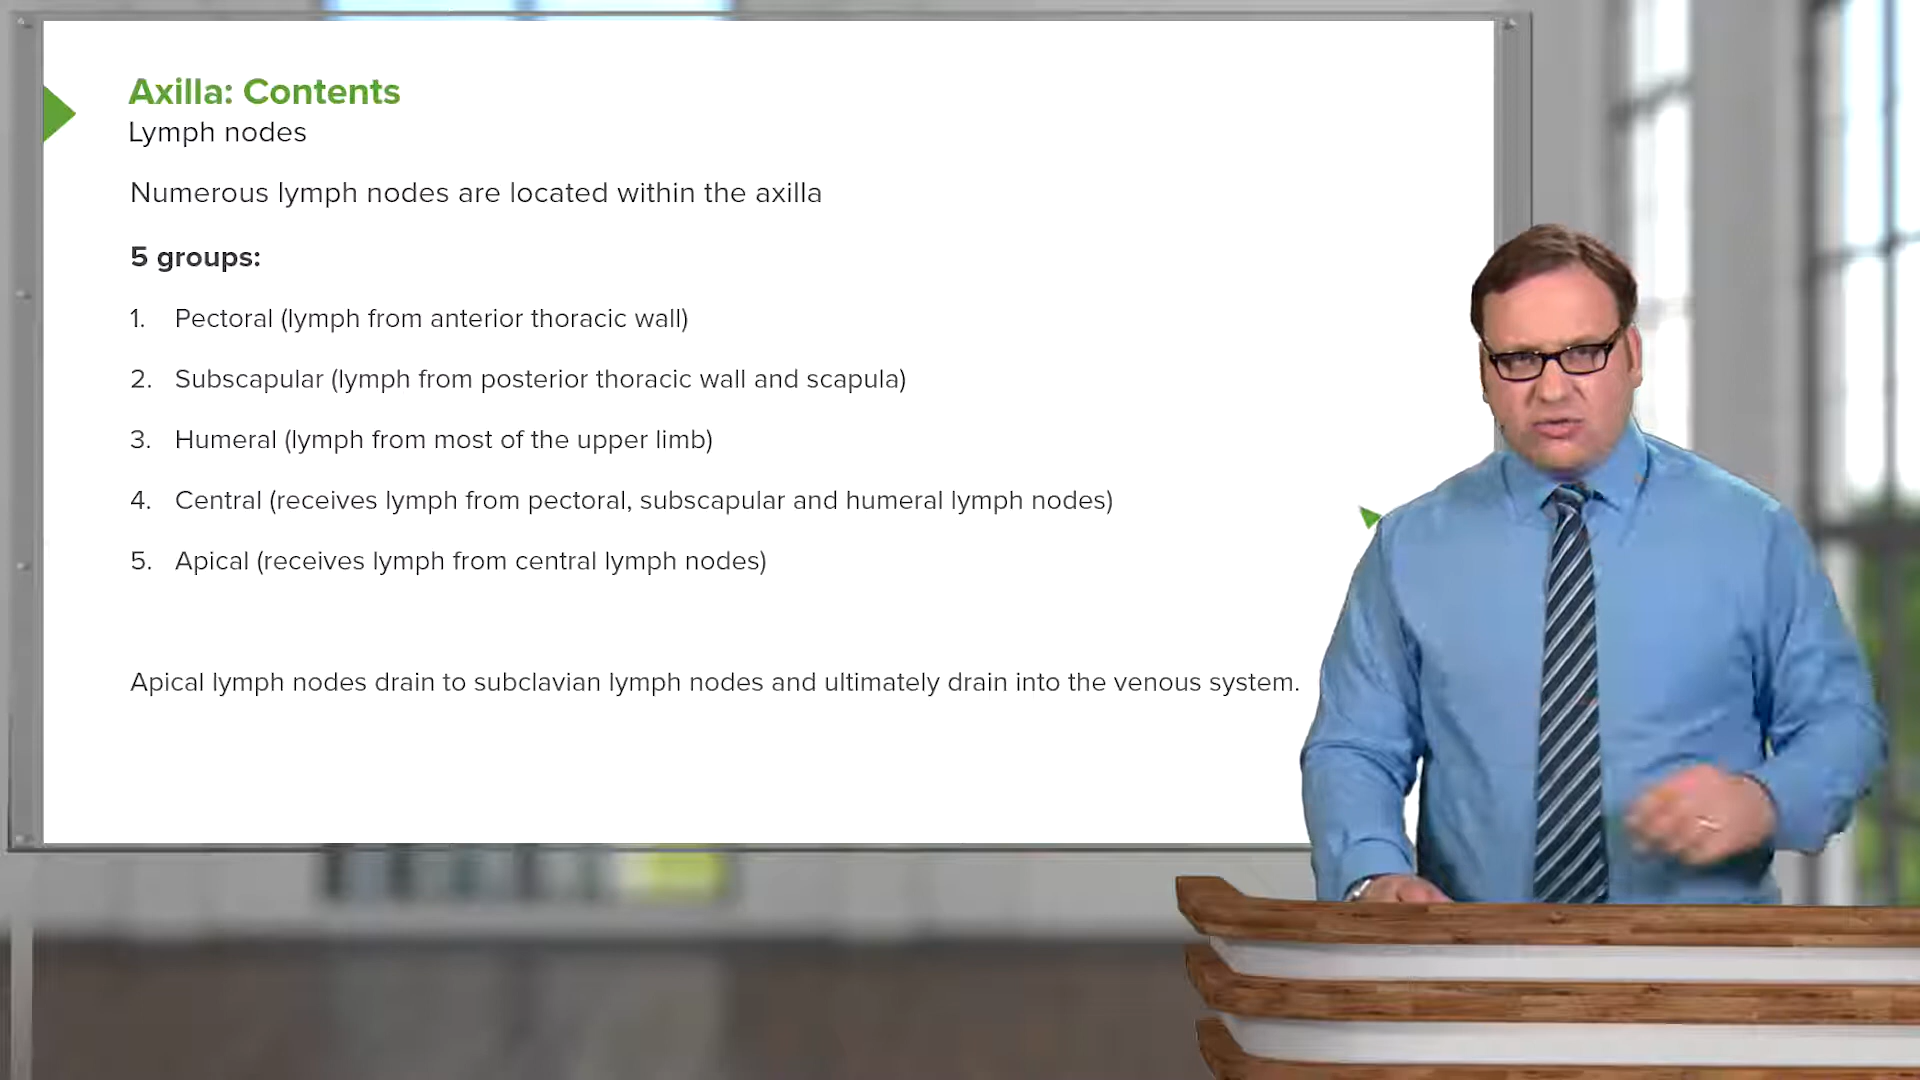 Axilla: Contents
Lymph nodes
Numerous lymph nodes are located within the axilla
5 groups:
1. Pectoral (lymph from anterior thoracic wall)
2. Subscapular (lymph from posterior thoracic wall and scapula)
3. Humeral (lymph from most of the upper limb)
4. Central (receives lymph from pectoral, subscapular and humeral lymph nodes)
5. Apical (receives lymph from central lymph nodes)
Apical lymph nodes drain to subclavian lymph nodes and ultimately drain into the venous system.